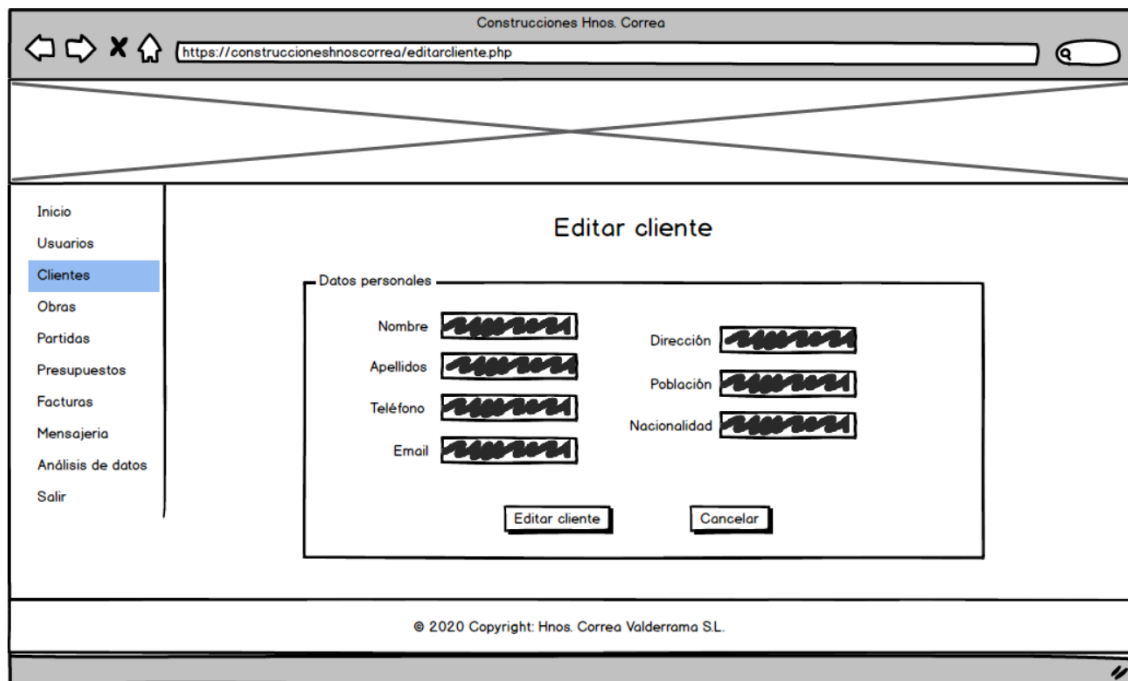 Construcciones Hnos. Correa
https://construccioneshnoscorrea/editarcliente.php
Inicio
Usuarios
Clientes
Obras
Partidas
Presupuestos
Facturas
Mensajeria
Análisis de datos
Salir
Editar cliente
Datos personales
Nombre
Apellidos
Teléfono
Email
Dirección
Población
Nacionalidad
Editar cliente
Cancelar
© 2020 Copyright: Hnos. Correa Valderrama S.L.